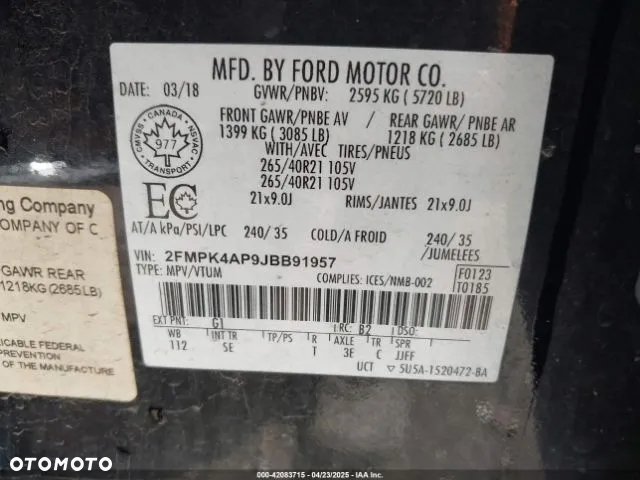 MFD. BY FORD MOTOR CO.
DATE: 03/18 GVWR/PNBV: 2595 KG ( 5720 LB)
FRONT GAWR/PNBE AV / REAR GAWR/ PNBE AR
1399 KG ( 3085 LB) 1218 KG ( 2685 LB)
WITH/AVEC TIRES/PNEUS
265/40R21 105V
265/40R21 105V
21x9.0J RIMS/JANTES 21x9.0J
AT/A kPa/PSI/LPC 240/ 35 COLD/A FROID 240/ 35
/JUMELEES
VIN: 2FMPK4AP9JBB91957
TYPE: MPV/VTUM COMPLIES: ICES/NMB-002
F0123
T0185
EXT PNT: G1 RC: B2 DSO:
WB INT TR TP/PS R AXLE TR SPR
112 SE T 3E C JJFF
UCT ▽ 5U5A-1520472-BA
CANADA
CMVSS NSVAC
977
TRANSPORT
EC
ng Company
COMPANY OF C
GAWR REAR
1218KG (2685LB)
MPV
ICABLE FEDERAL
PREVENTION
OF THE MANUFACTURE
OTOMOTO
000-42083715 - 04/23/2025 - IAAI.COM